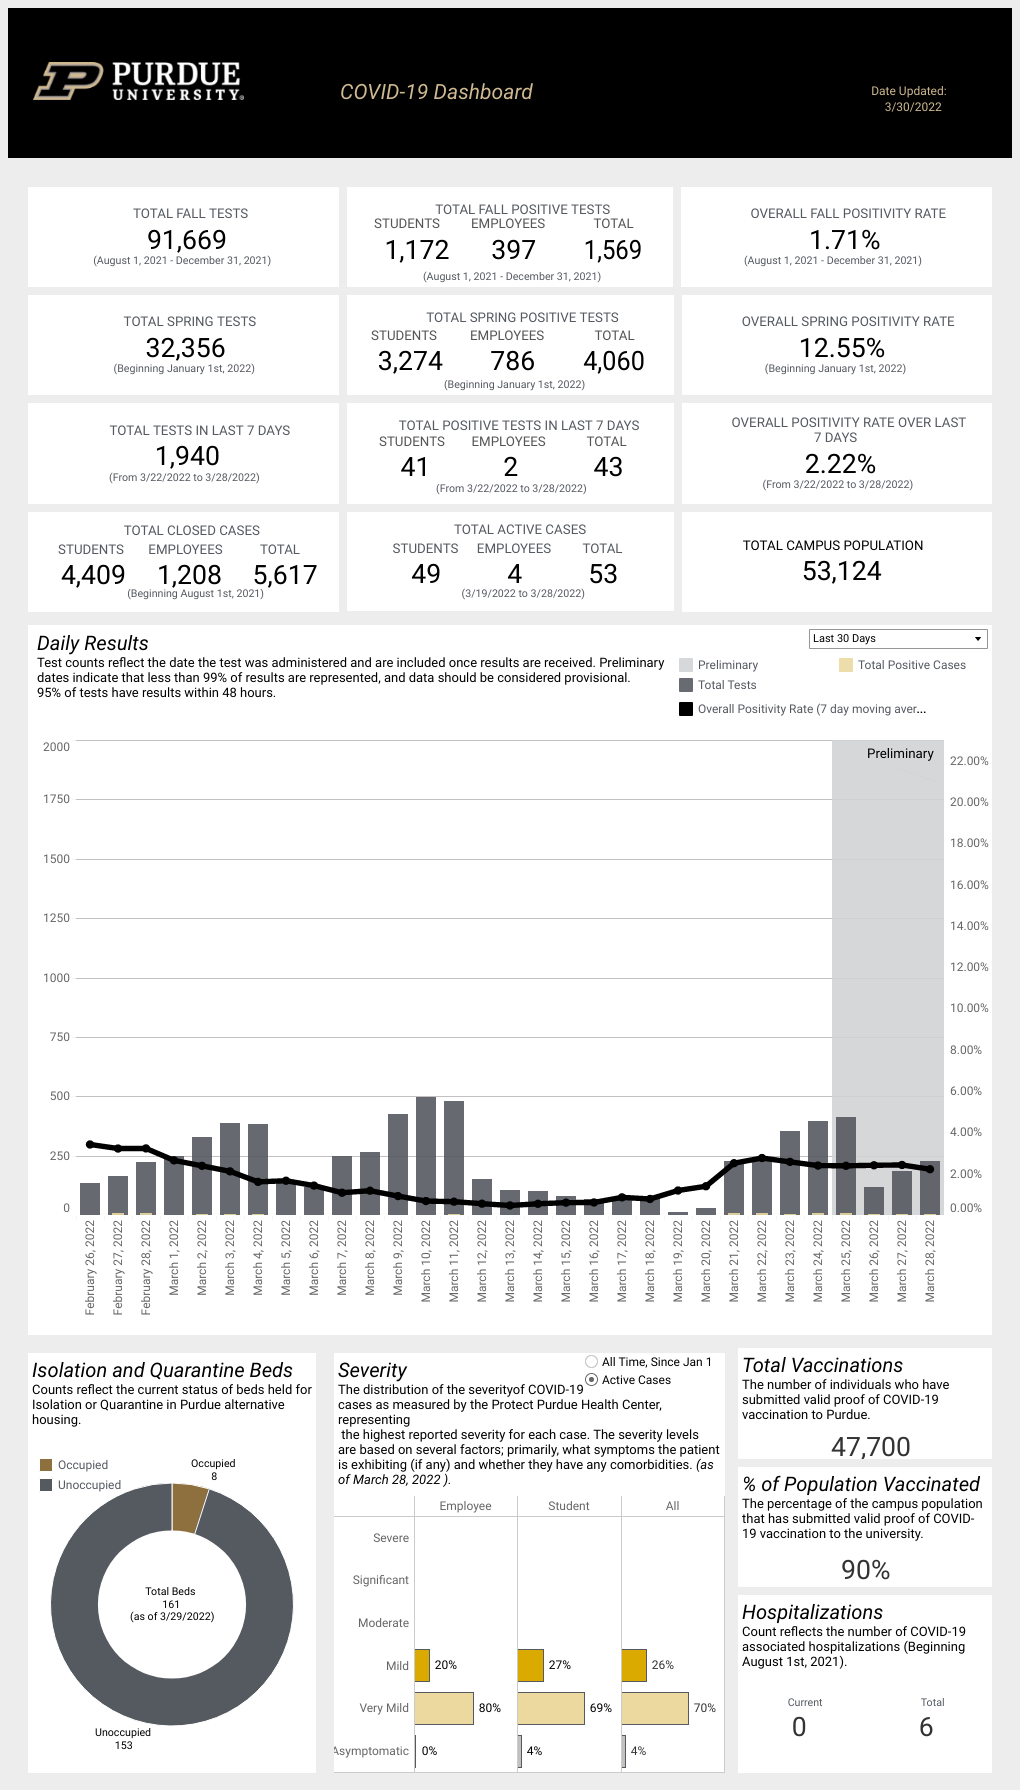 PURDUE
UNIVERSITY®
COVID-19 Dashboard
Date Updated:
3/30/2022
TOTAL FALL TESTS
91,669
(August 1, 2021 - December 31, 2021)
TOTAL FALL POSITIVE TESTS
STUDENTS EMPLOYEES TOTAL
1,172 397 1,569
(August 1, 2021 - December 31, 2021)
OVERALL FALL POSITIVITY RATE
1.71%
(August 1, 2021 - December 31, 2021)
TOTAL SPRING TESTS
32,356
(Beginning January 1st, 2022)
TOTAL SPRING POSITIVE TESTS
STUDENTS EMPLOYEES TOTAL
3,274 786 4,060
(Beginning January 1st, 2022)
OVERALL SPRING POSITIVITY RATE
12.55%
(Beginning January 1st, 2022)
TOTAL TESTS IN LAST 7 DAYS
1,940
(From 3/22/2022 to 3/28/2022)
TOTAL POSITIVE TESTS IN LAST 7 DAYS
STUDENTS EMPLOYEES TOTAL
41 2 43
(From 3/22/2022 to 3/28/2022)
OVERALL POSITIVITY RATE OVER LAST
7 DAYS
2.22%
(From 3/22/2022 to 3/28/2022)
TOTAL CLOSED CASES
STUDENTS EMPLOYEES TOTAL
4,409 1,208 5,617
(Beginning August 1st, 2021)
TOTAL ACTIVE CASES
STUDENTS EMPLOYEES TOTAL
49 4 53
(3/19/2022 to 3/28/2022)
TOTAL CAMPUS POPULATION
53,124
Daily Results
Test counts reflect the date the test was administered and are included once results are received. Preliminary
dates indicate that less than 99% of results are represented, and data should be considered provisional.
95% of tests have results within 48 hours.
Last 30 Days
Preliminary
Total Positive Cases
Total Tests
Overall Positivity Rate (7 day moving aver...
2000
1750
1500
1250
1000
750
500
250
0
Preliminary
22.00%
20.00%
18.00%
16.00%
14.00%
12.00%
10.00%
8.00%
6.00%
4.00%
2.00%
0.00%
February 26, 2022
February 27, 2022
February 28, 2022
March 1, 2022
March 2, 2022
March 3, 2022
March 4, 2022
March 5, 2022
March 6, 2022
March 7, 2022
March 8, 2022
March 9, 2022
March 10, 2022
March 11, 2022
March 12, 2022
March 13, 2022
March 14, 2022
March 15, 2022
March 16, 2022
March 17, 2022
March 18, 2022
March 19, 2022
March 20, 2022
March 21, 2022
March 22, 2022
March 23, 2022
March 24, 2022
March 25, 2022
March 26, 2022
March 27, 2022
March 28, 2022
Isolation and Quarantine Beds
Counts reflect the current status of beds held for
Isolation or Quarantine in Purdue alternative
housing.
Occupied
Unoccupied
Occupied
8
Total Beds
161
(as of 3/29/2022)
Unoccupied
153
Severity
All Time, Since Jan 1
Active Cases
The distribution of the severityof COVID-19
cases as measured by the Protect Purdue Health Center,
representing
the highest reported severity for each case. The severity levels
are based on several factors; primarily, what symptoms the patient
is exhibiting (if any) and whether they have any comorbidities. (as
of March 28, 2022 ).
Employee Student All
Severe
Significant
Moderate
Mild 20% 27% 26%
Very Mild 80% 69% 70%
Asymptomatic 0% 4% 4%
Total Vaccinations
The number of individuals who have
submitted valid proof of COVID-19
vaccination to Purdue.
47,700
% of Population Vaccinated
The percentage of the campus population
that has submitted valid proof of COVID-
19 vaccination to the university.
90%
Hospitalizations
Count reflects the number of COVID-19
associated hospitalizations (Beginning
August 1st, 2021).
Current Total
0 6